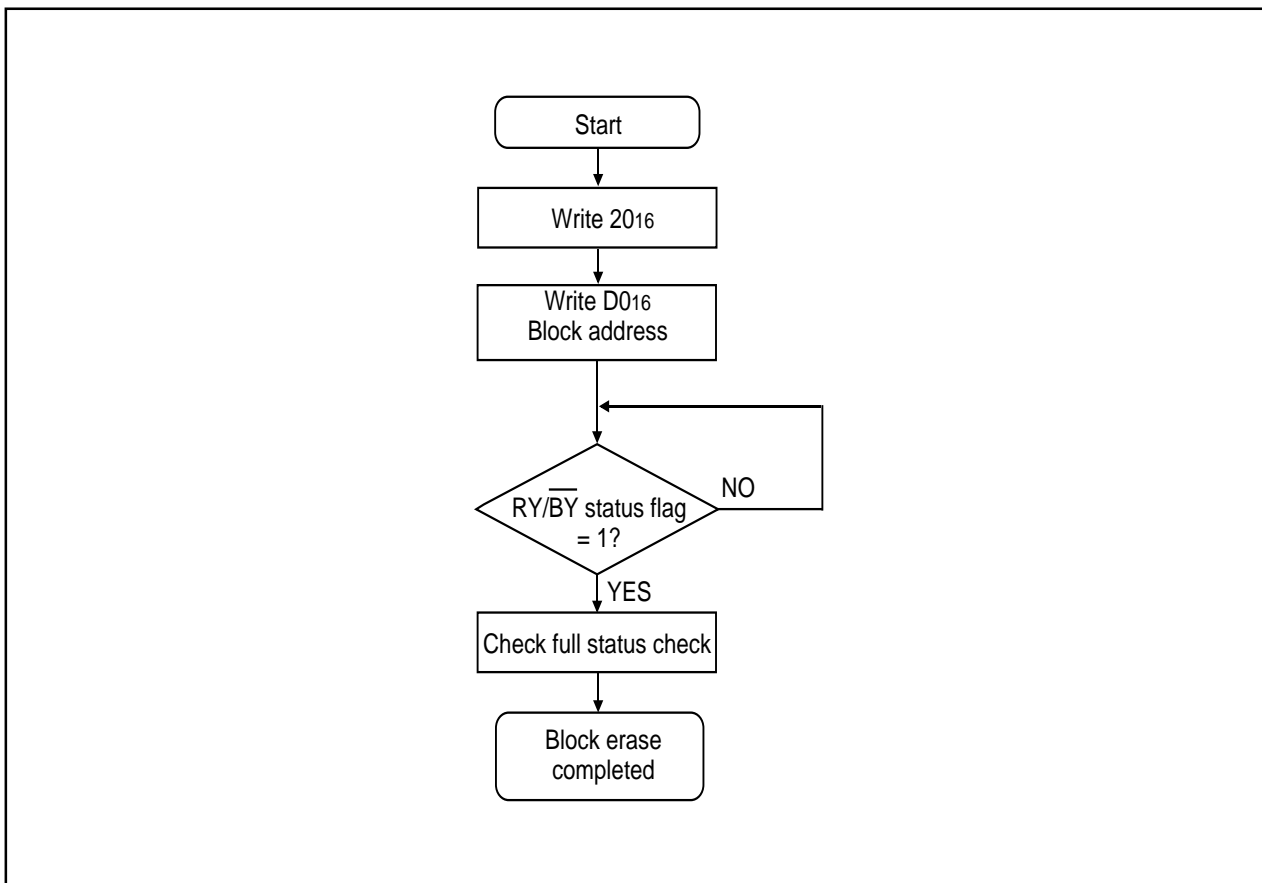 Start
Write 2016
Write D016
Block address
RY/B̅Y̅ status flag
= 1?
NO
YES
Check full status check
Block erase
completed